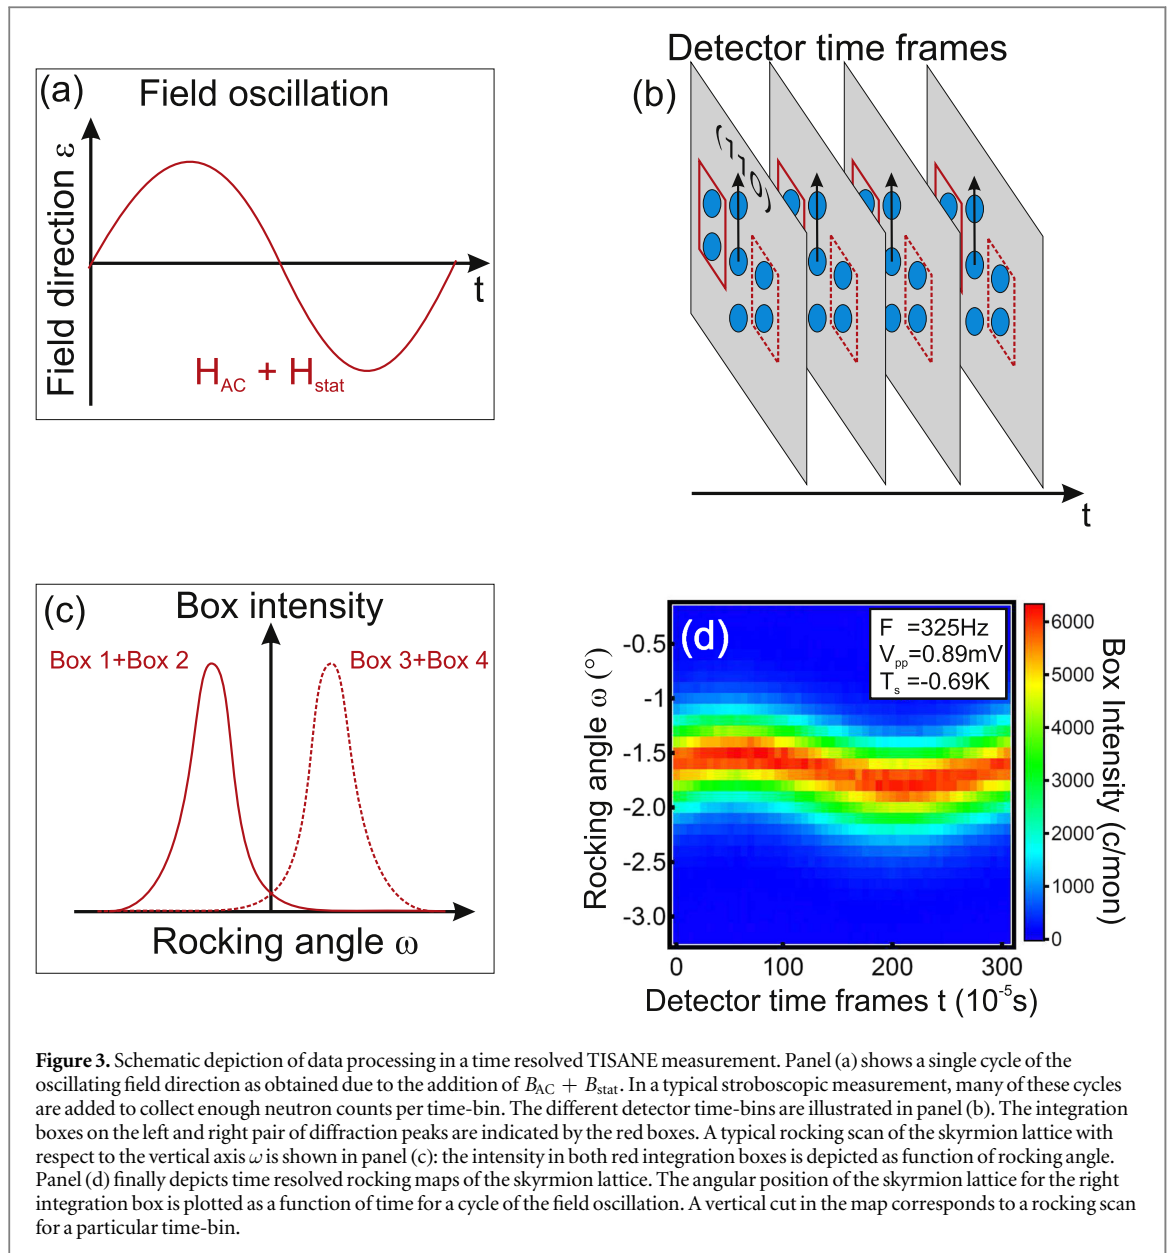 (a)
Field oscillation
Field direction ε
t
H_AC + H_stat
Detector time frames
(b)
(110)
t
(c)
Box intensity
Box 1+Box 2
Box 3+Box 4
Rocking angle ω
(d)
F =325Hz
V_pp=0.89mV
T_s =-0.69K
Rocking angle ω (°)
-0.5
-1
-1.5
-2.0
-2.5
-3.0
0
100
200
300
Detector time frames t (10^-5 s)
6000
5000
4000
3000
2000
1000
0
Box Intensity (c/mon)
Figure 3. Schematic depiction of data processing in a time resolved TISANE measurement. Panel (a) shows a single cycle of the
oscillating field direction as obtained due to the addition of B_AC + B_stat. In a typical stroboscopic measurement, many of these cycles
are added to collect enough neutron counts per time-bin. The different detector time-bins are illustrated in panel (b). The integration
boxes on the left and right pair of diffraction peaks are indicated by the red boxes. A typical rocking scan of the skyrmion lattice with
respect to the vertical axis ω is shown in panel (c): the intensity in both red integration boxes is depicted as function of rocking angle.
Panel (d) finally depicts time resolved rocking maps of the skyrmion lattice. The angular position of the skyrmion lattice for the right
integration box is plotted as a function of time for a cycle of the field oscillation. A vertical cut in the map corresponds to a rocking scan
for a particular time-bin.